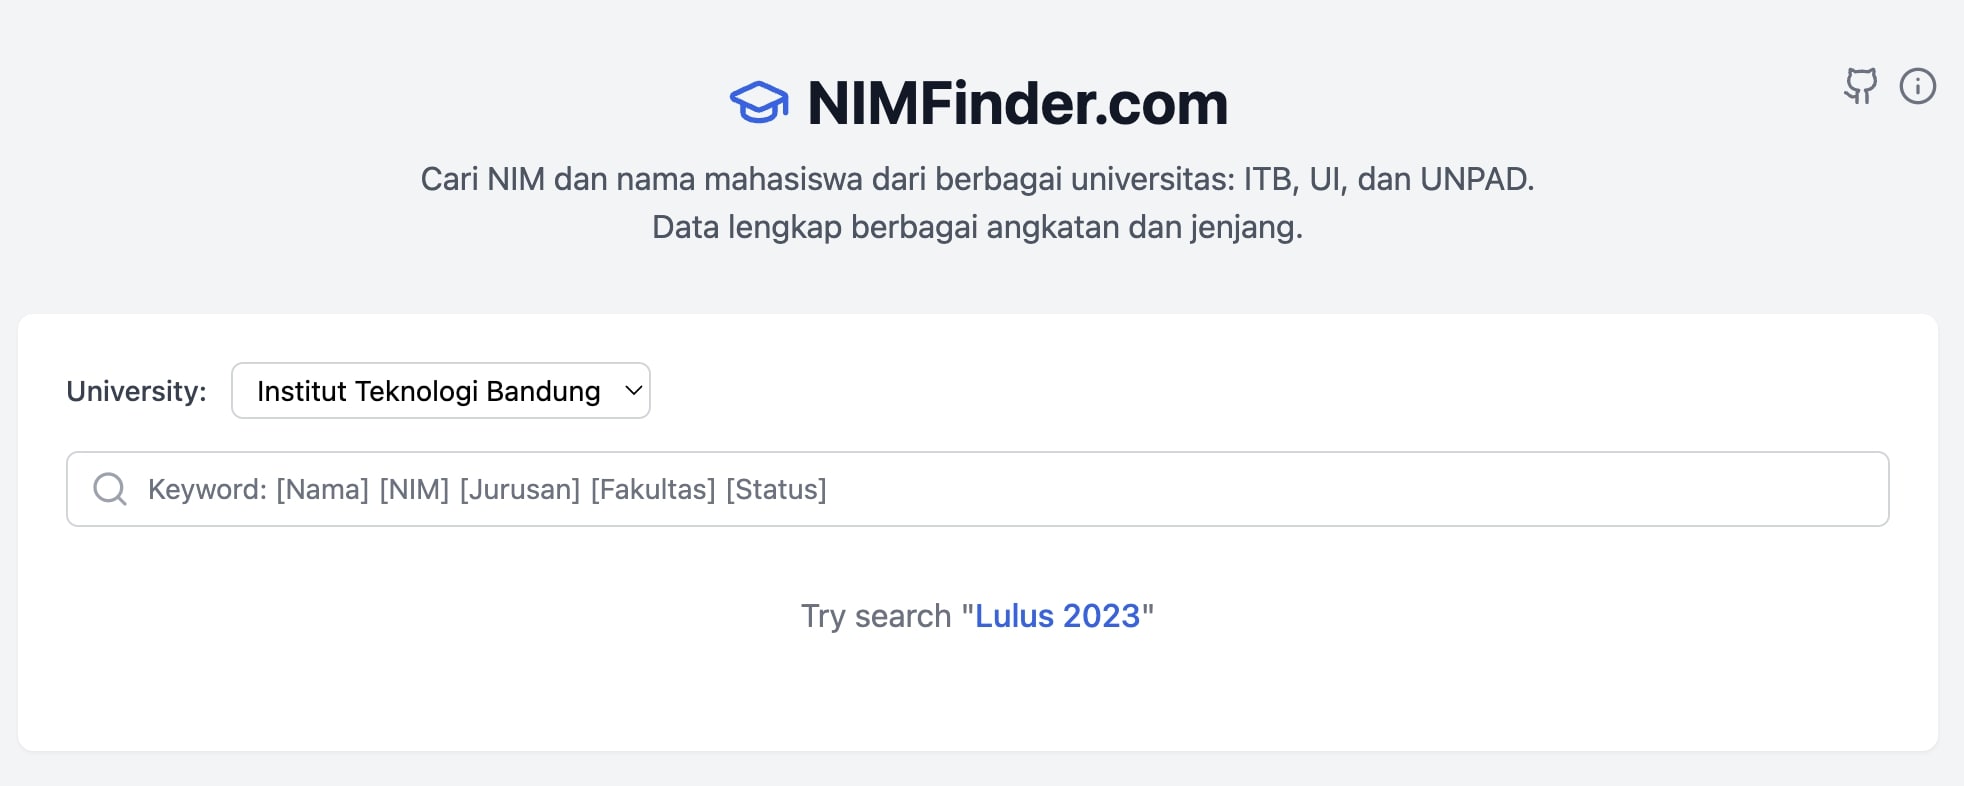 NIMFinder.com
Cari NIM dan nama mahasiswa dari berbagai universitas: ITB, UI, dan UNPAD.
Data lengkap berbagai angkatan dan jenjang.
University: Institut Teknologi Bandung
Keyword: [Nama] [NIM] [Jurusan] [Fakultas] [Status]
Try search "Lulus 2023"